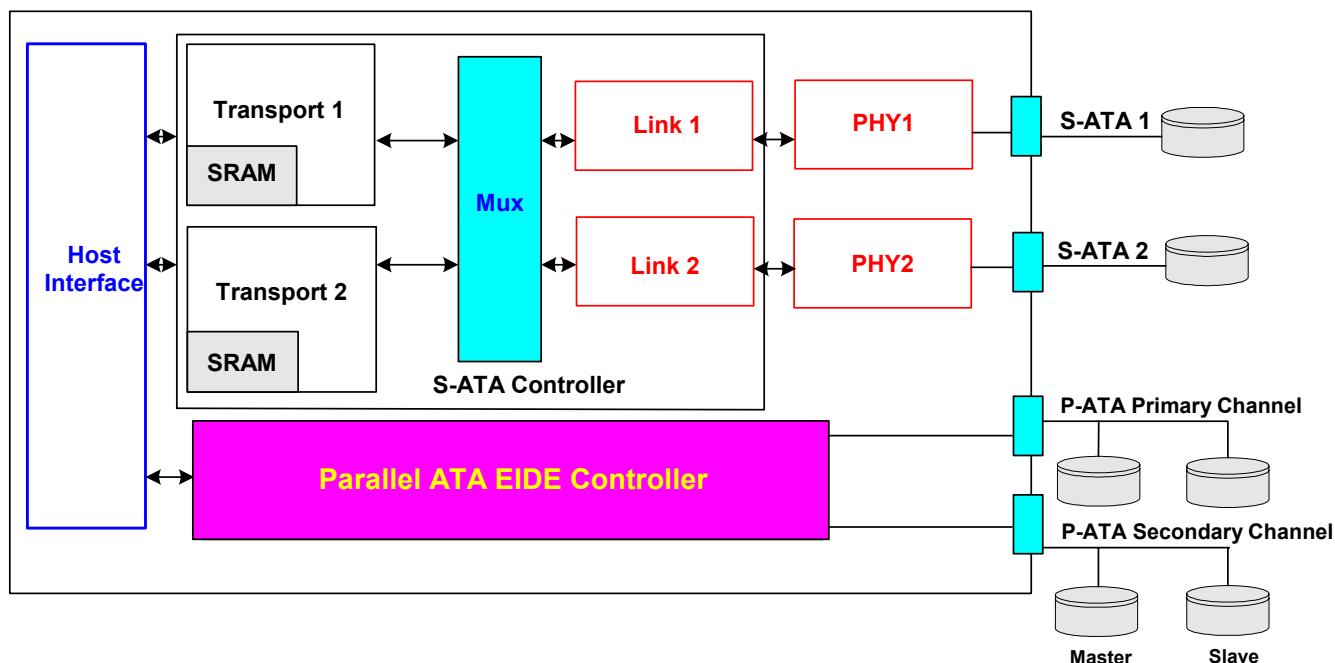 Transport 1
SRAM
Link 1
PHY1
S-ATA 1
Mux
Host
Interface
Transport 2
SRAM
Link 2
PHY2
S-ATA 2
S-ATA Controller
P-ATA Primary Channel
Parallel ATA EIDE Controller
P-ATA Secondary Channel
Master
Slave